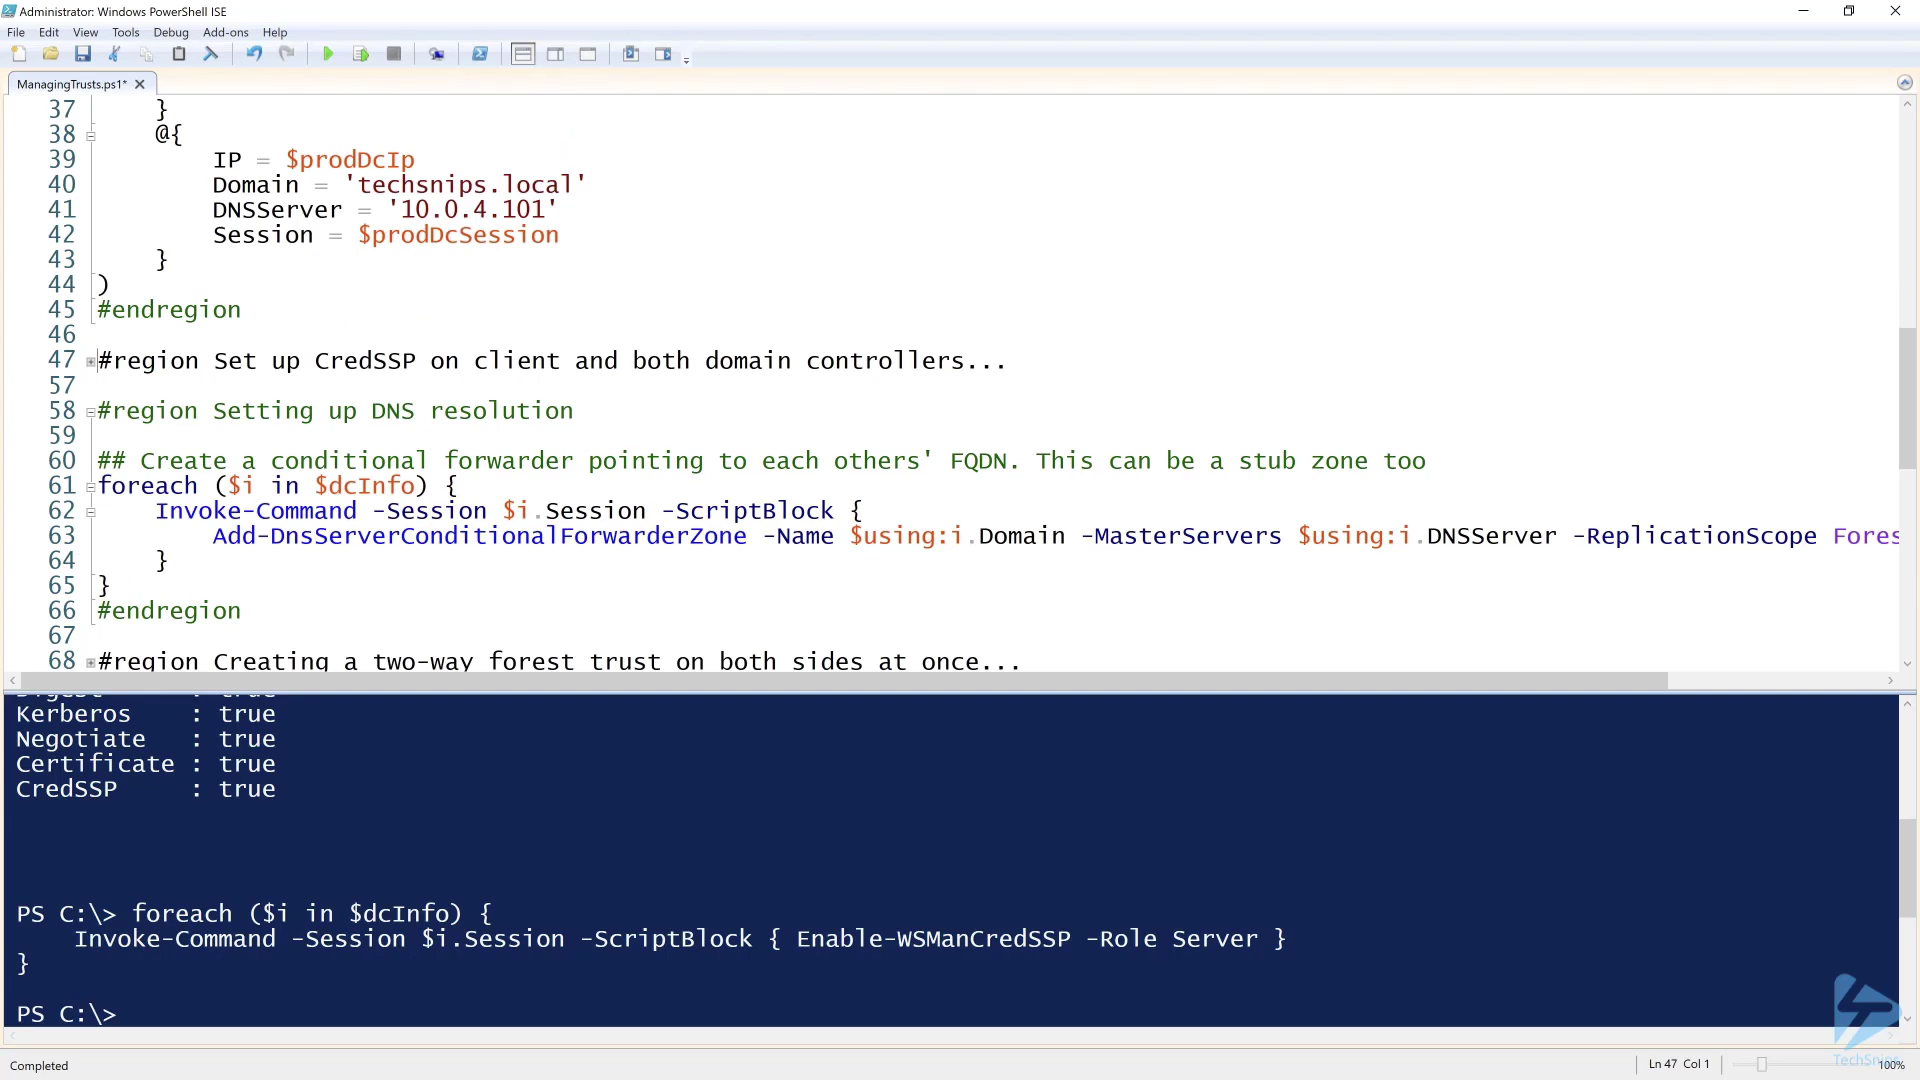 Administrator: Windows PowerShell ISE
File Edit View Tools Debug Add-ons Help
ManagingTrusts.ps1*
37     }
38     @{
39         IP = $prodDcIp
40         Domain = 'techsnips.local'
41         DNSServer = '10.0.4.101'
42         Session = $prodDcSession
43     }
44 )
45 #endregion
46
47 #region Set up CredSSP on client and both domain controllers...
57
58 #region Setting up DNS resolution
59
60 ## Create a conditional forwarder pointing to each others' FQDN. This can be a stub zone too
61 foreach ($i in $dcInfo) {
62     Invoke-Command -Session $i.Session -ScriptBlock {
63         Add-DnsServerConditionalForwarderZone -Name $using:i.Domain -MasterServers $using:i.DNSServer -ReplicationScope Fores
64     }
65 }
66 #endregion
67
68 #region Creating a two-way forest trust on both sides at once...
Digest : true
Kerberos : true
Negotiate : true
Certificate : true
CredSSP : true
PS C:\> foreach ($i in $dcInfo) {
    Invoke-Command -Session $i.Session -ScriptBlock { Enable-WSManCredSSP -Role Server }
}
PS C:\>
Completed
Ln 47 Col 1
100%
TechSnips